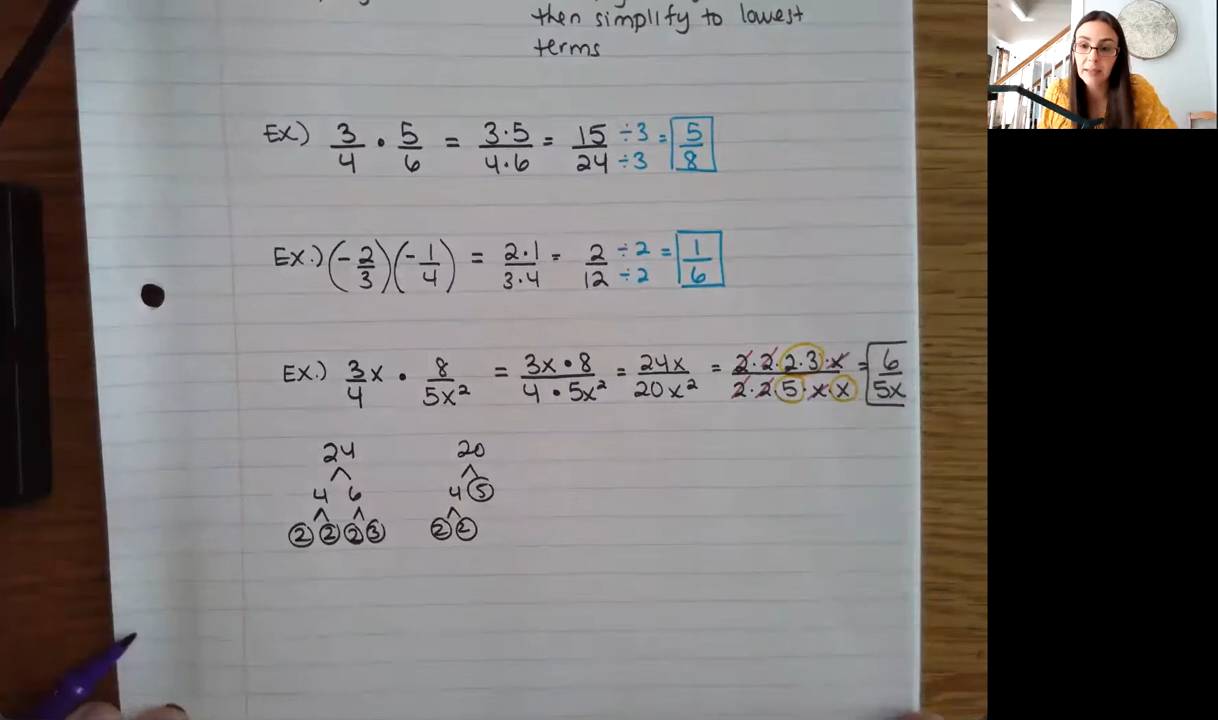 then simplify to lowest
terms
EX.) 3/4 · 5/6 = 3·5/4·6 = 15/24 ÷3/÷3 = 5/8
EX.) (-2/3)(-1/4) = 2·1/3·4 = 2/12 ÷2/÷2 = 1/6
EX.) 3/4 x · 8/5x² = 3x·8/4·5x² = 24x/20x² = 2·2·2·3·x/2·2·5·x·x = 6/5x
24 20
4 6 4 5
2 2 2 3 2 2